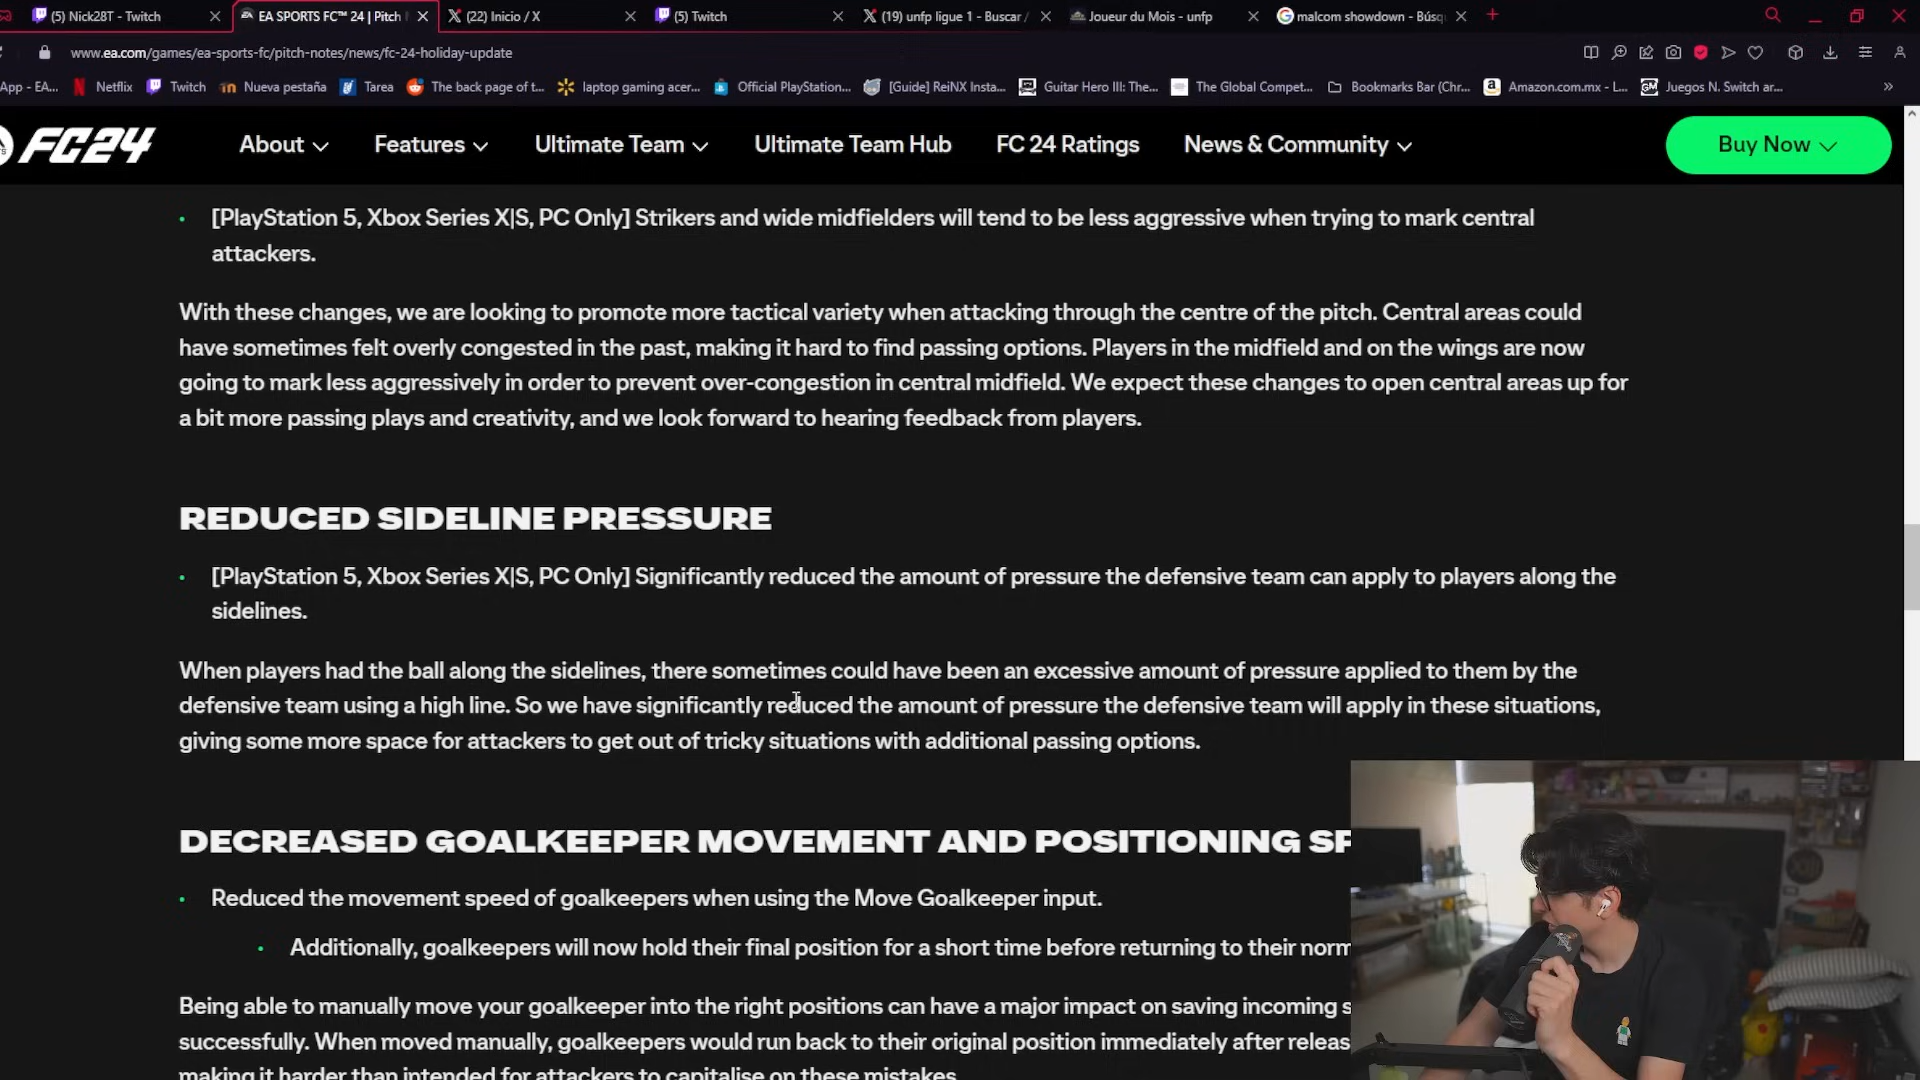 (5) Nick28T - Twitch
EA SPORTS FC™ 24 | Pitch
(22) Inicio / X
(5) Twitch
(19) unfp ligue 1 - Buscar /
Joueur du Mois - unfp
malcom showdown - Búsq
www.ea.com/games/ea-sports-fc/pitch-notes/news/fc-24-holiday-update
App - EA... Netflix Twitch Nueva pestaña Tarea The back page of t... laptop gaming acer... Official PlayStation... [Guide] ReiNX Insta... Guitar Hero III: The... The Global Compet... Bookmarks Bar (Chr... Amazon.com.mx - L... Juegos N. Switch ar...
FC24 About Features Ultimate Team Ultimate Team Hub FC 24 Ratings News & Community Buy Now
[PlayStation 5, Xbox Series X|S, PC Only] Strikers and wide midfielders will tend to be less aggressive when trying to mark central
attackers.
With these changes, we are looking to promote more tactical variety when attacking through the centre of the pitch. Central areas could
have sometimes felt overly congested in the past, making it hard to find passing options. Players in the midfield and on the wings are now
going to mark less aggressively in order to prevent over-congestion in central midfield. We expect these changes to open central areas up for
a bit more passing plays and creativity, and we look forward to hearing feedback from players.
REDUCED SIDELINE PRESSURE
[PlayStation 5, Xbox Series X|S, PC Only] Significantly reduced the amount of pressure the defensive team can apply to players along the
sidelines.
When players had the ball along the sidelines, there sometimes could have been an excessive amount of pressure applied to them by the
defensive team using a high line. So we have significantly reduced the amount of pressure the defensive team will apply in these situations,
giving some more space for attackers to get out of tricky situations with additional passing options.
DECREASED GOALKEEPER MOVEMENT AND POSITIONING SP
Reduced the movement speed of goalkeepers when using the Move Goalkeeper input.
Additionally, goalkeepers will now hold their final position for a short time before returning to their norm
Being able to manually move your goalkeeper into the right positions can have a major impact on saving incoming s
successfully. When moved manually, goalkeepers would run back to their original position immediately after releas
making it harder than intended for attackers to capitalise on these mistakes.